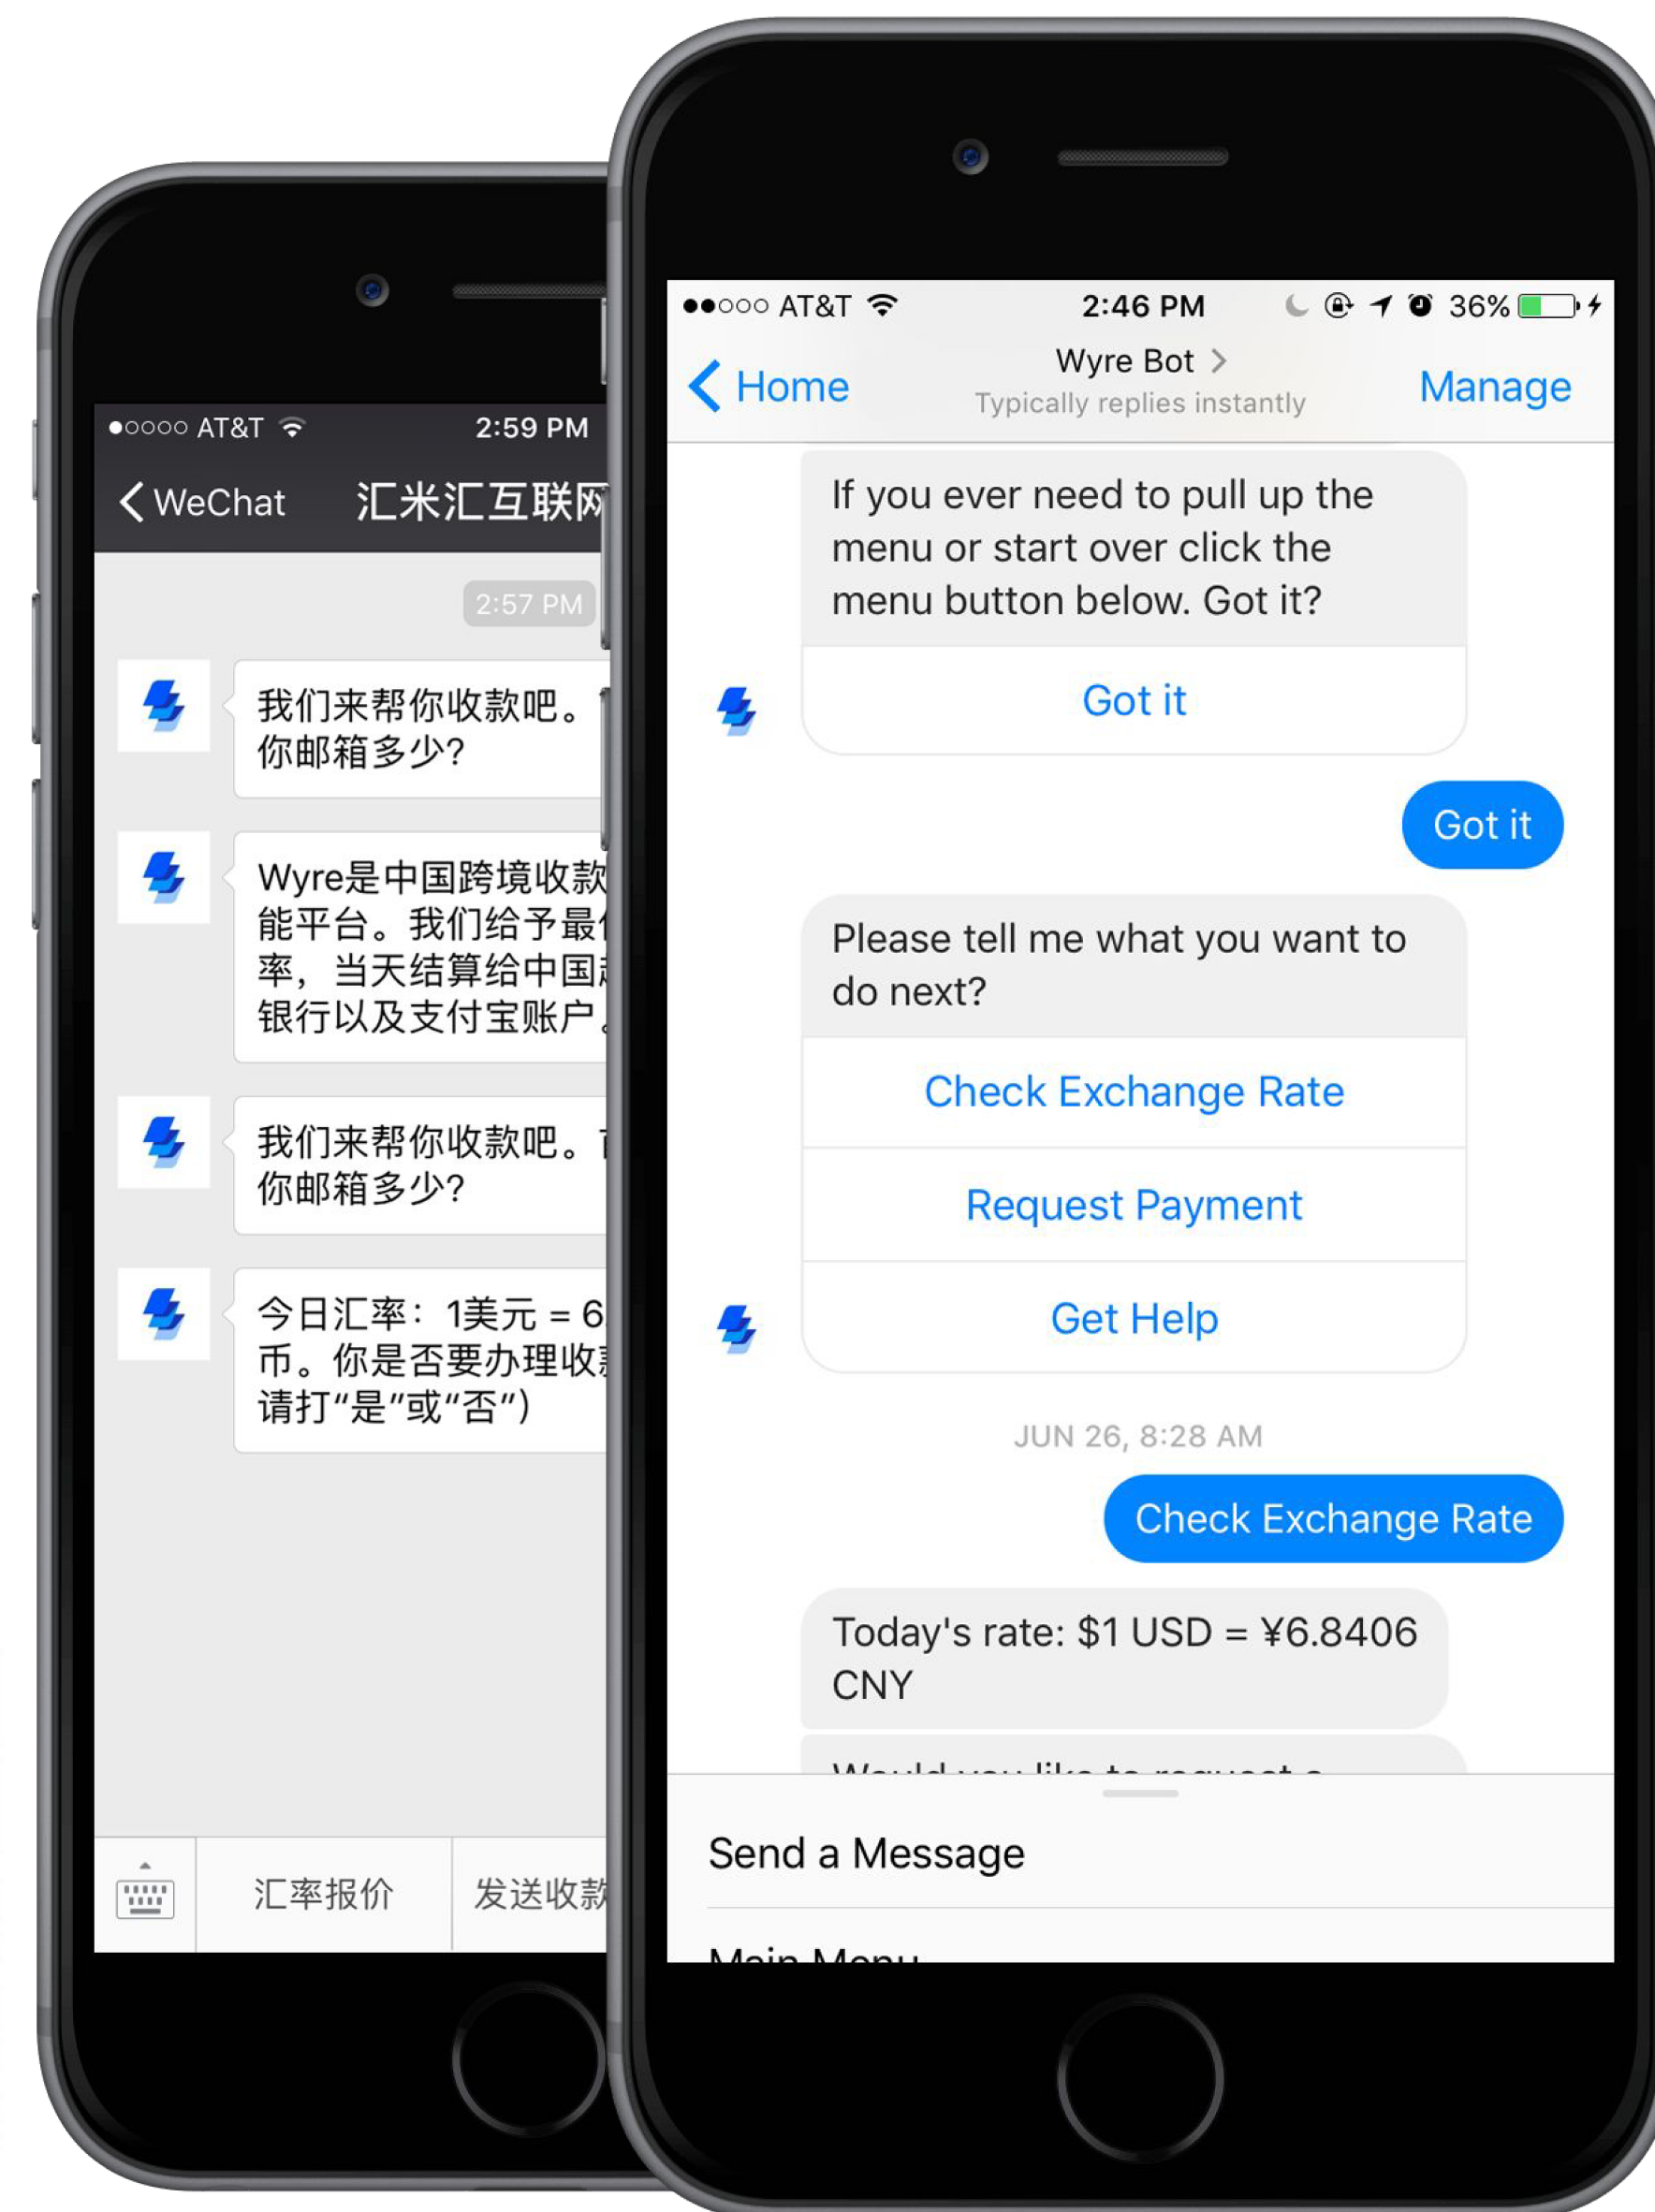 AT&T 2:59 PM
WeChat 汇米汇互联网
2:57 PM
我们来帮你收款吧。
你邮箱多少?
Wyre是中国跨境收款
能平台。我们给予最
率，当天结算给中国
银行以及支付宝账户。
我们来帮你收款吧。
你邮箱多少?
今日汇率：1美元 = 6.
币。你是否要办理收
请打“是”或“否”)
汇率报价 发送收款
AT&T 2:46 PM 36%
Home Wyre Bot Manage
Typically replies instantly
If you ever need to pull up the
menu or start over click the
menu button below. Got it?
Got it
Got it
Please tell me what you want to
do next?
Check Exchange Rate
Request Payment
Get Help
JUN 26, 8:28 AM
Check Exchange Rate
Today's rate: $1 USD = ¥6.8406
CNY
Would you like to request a
Send a Message
Main Menu